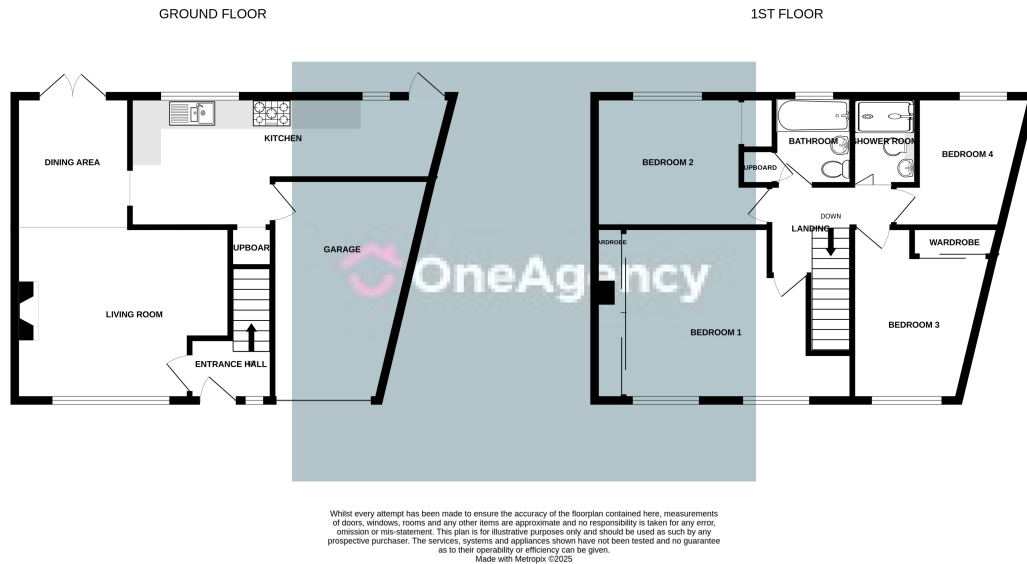 GROUND FLOOR
1ST FLOOR
DINING AREA
KITCHEN
UPBOAR
GARAGE
LIVING ROOM
ENTRANCE HALL
UP
BEDROOM 2
UPBOARD
BATHROOM
SHOWER ROOM
BEDROOM 4
DOWN
LANDING
ARDROBE
WARDROBE
BEDROOM 1
BEDROOM 3
OneAgency
Whilst every attempt has been made to ensure the accuracy of the floorplan contained here, measurements
of doors, windows, rooms and any other items are approximate and no responsibility is taken for any error,
omission or mis-statement. This plan is for illustrative purposes only and should be used as such by any
prospective purchaser. The services, systems and appliances shown have not been tested and no guarantee
as to their operability or efficiency can be given.
Made with Metropix ©2025